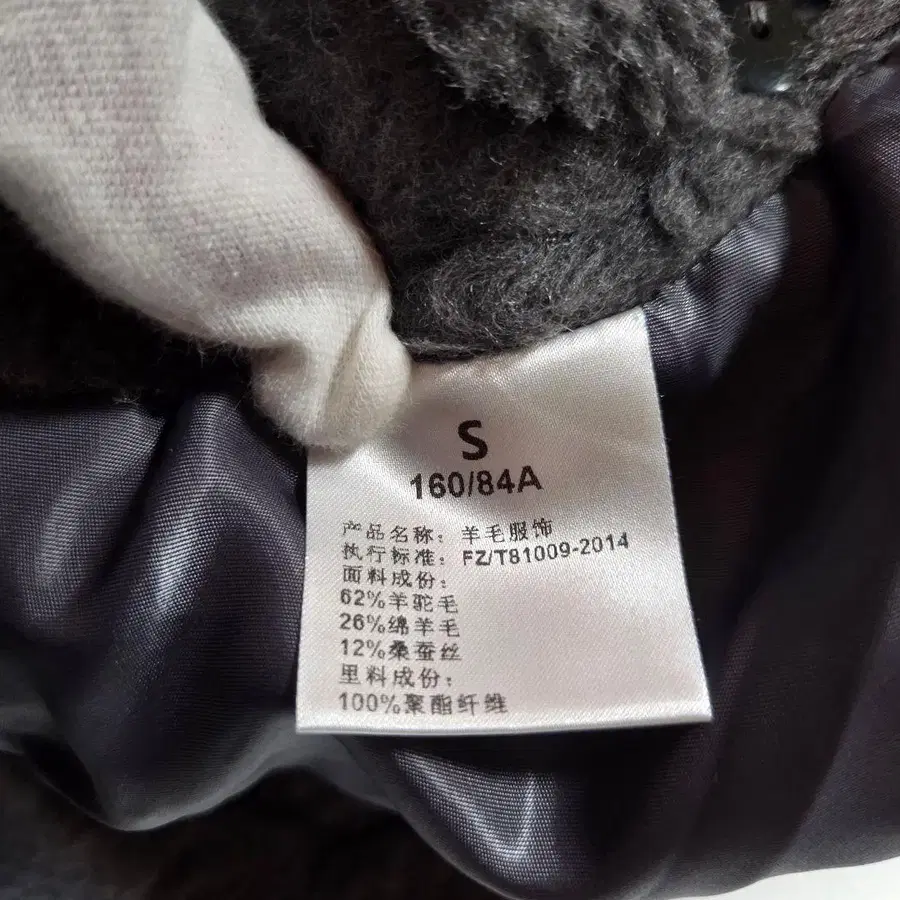 S
160/84A
产品名称：羊毛服饰
执行标准：FZ/T81009-2014
面料成份：
62%羊驼毛
26%绵羊毛
12%桑蚕丝
里料成份：
100%聚酯纤维